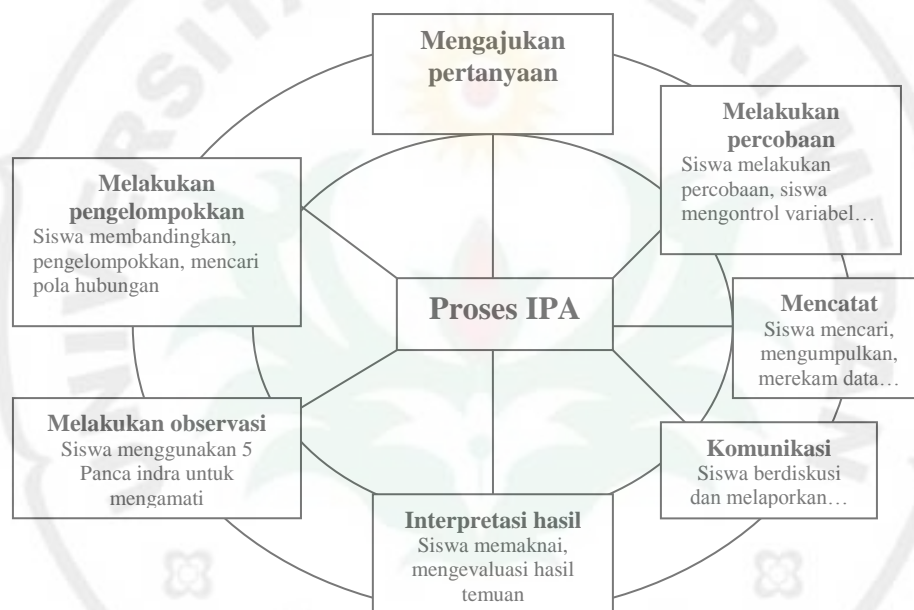 Mengajukan
pertanyaan
Melakukan
percobaan
Siswa melakukan
percobaan, siswa
mengontrol variabel…
Melakukan
pengelompokkan
Siswa membandingkan,
pengelompokkan, mencari
pola hubungan
Proses IPA
Mencatat
Siswa mencari,
mengumpulkan,
merekam data…
Melakukan observasi
Siswa menggunakan 5
Panca indra untuk
mengamati
Komunikasi
Siswa berdiskusi
dan melaporkan…
Interpretasi hasil
Siswa memaknai,
mengevaluasi hasil
temuan